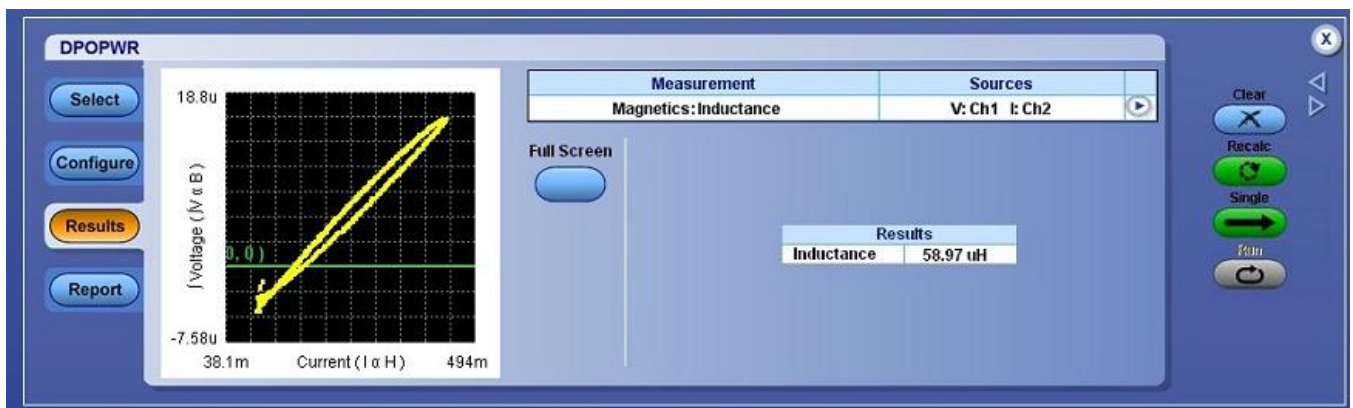 DPOPWR
X
Select
Configure
Results
Report
18.8u
∫Voltage (∫V α B)
0, 0 )
-7.58u
38.1m Current ( I α H ) 494m
Measurement Sources
Magnetics: Inductance V: Ch1 I: Ch2
Full Screen
Results
Inductance 58.97 uH
Clear
Recalc
Single
Run